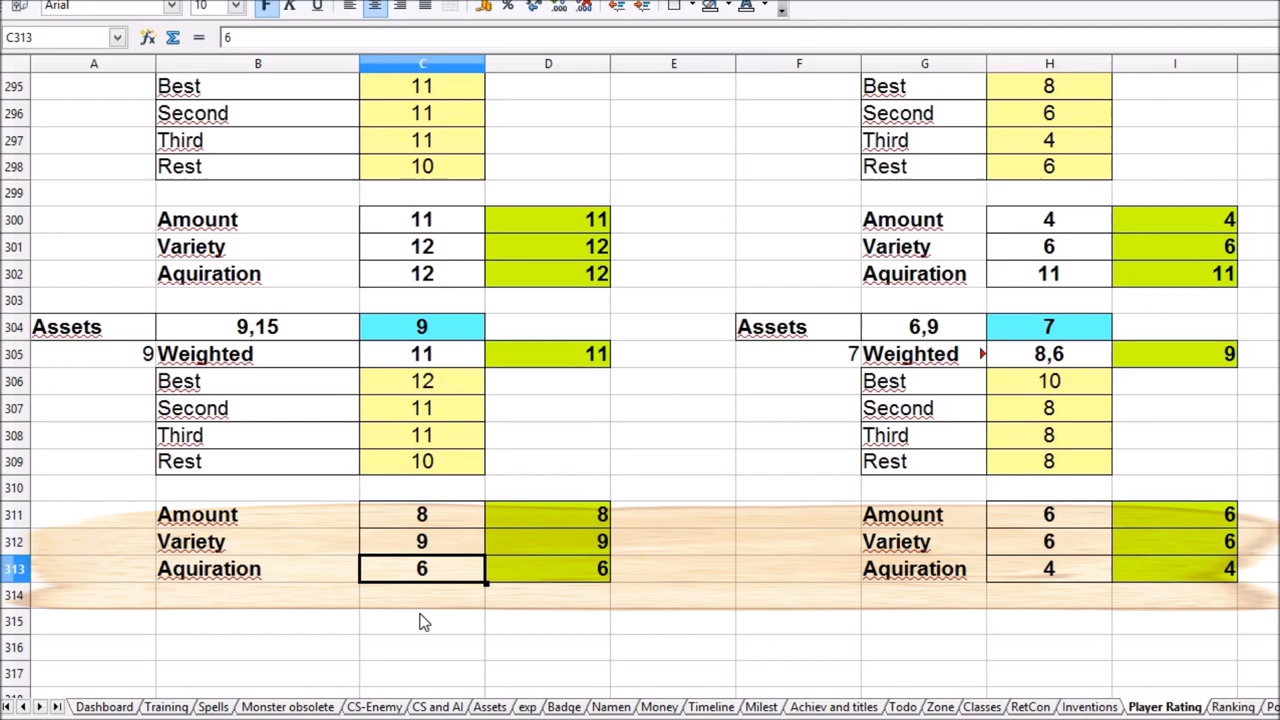 Arial 10 F K U %
C313 = 6
A B C D E F G H I
295 Best 11 Best 8
296 Second 11 Second 6
297 Third 11 Third 4
298 Rest 10 Rest 6
299
300 Amount 11 11 Amount 4 4
301 Variety 12 12 Variety 6 6
302 Aquiration 12 12 Aquiration 11 11
303
304 Assets 9,15 9 Assets 6,9 7
305 9 Weighted 11 11 7 Weighted 8,6 9
306 Best 12 Best 10
307 Second 11 Second 8
308 Third 11 Third 8
309 Rest 10 Rest 8
310
311 Amount 8 8 Amount 6 6
312 Variety 9 9 Variety 6 6
313 Aquiration 6 6 Aquiration 4 4
314
315
316
317
Dashboard Training Spells Monster obsolete CS-Enemy CS and AI Assets exp Badge Namen Money Timeline Milest Achiev and titles Todo Zone Classes RetCon Inventions Player Rating Ranking